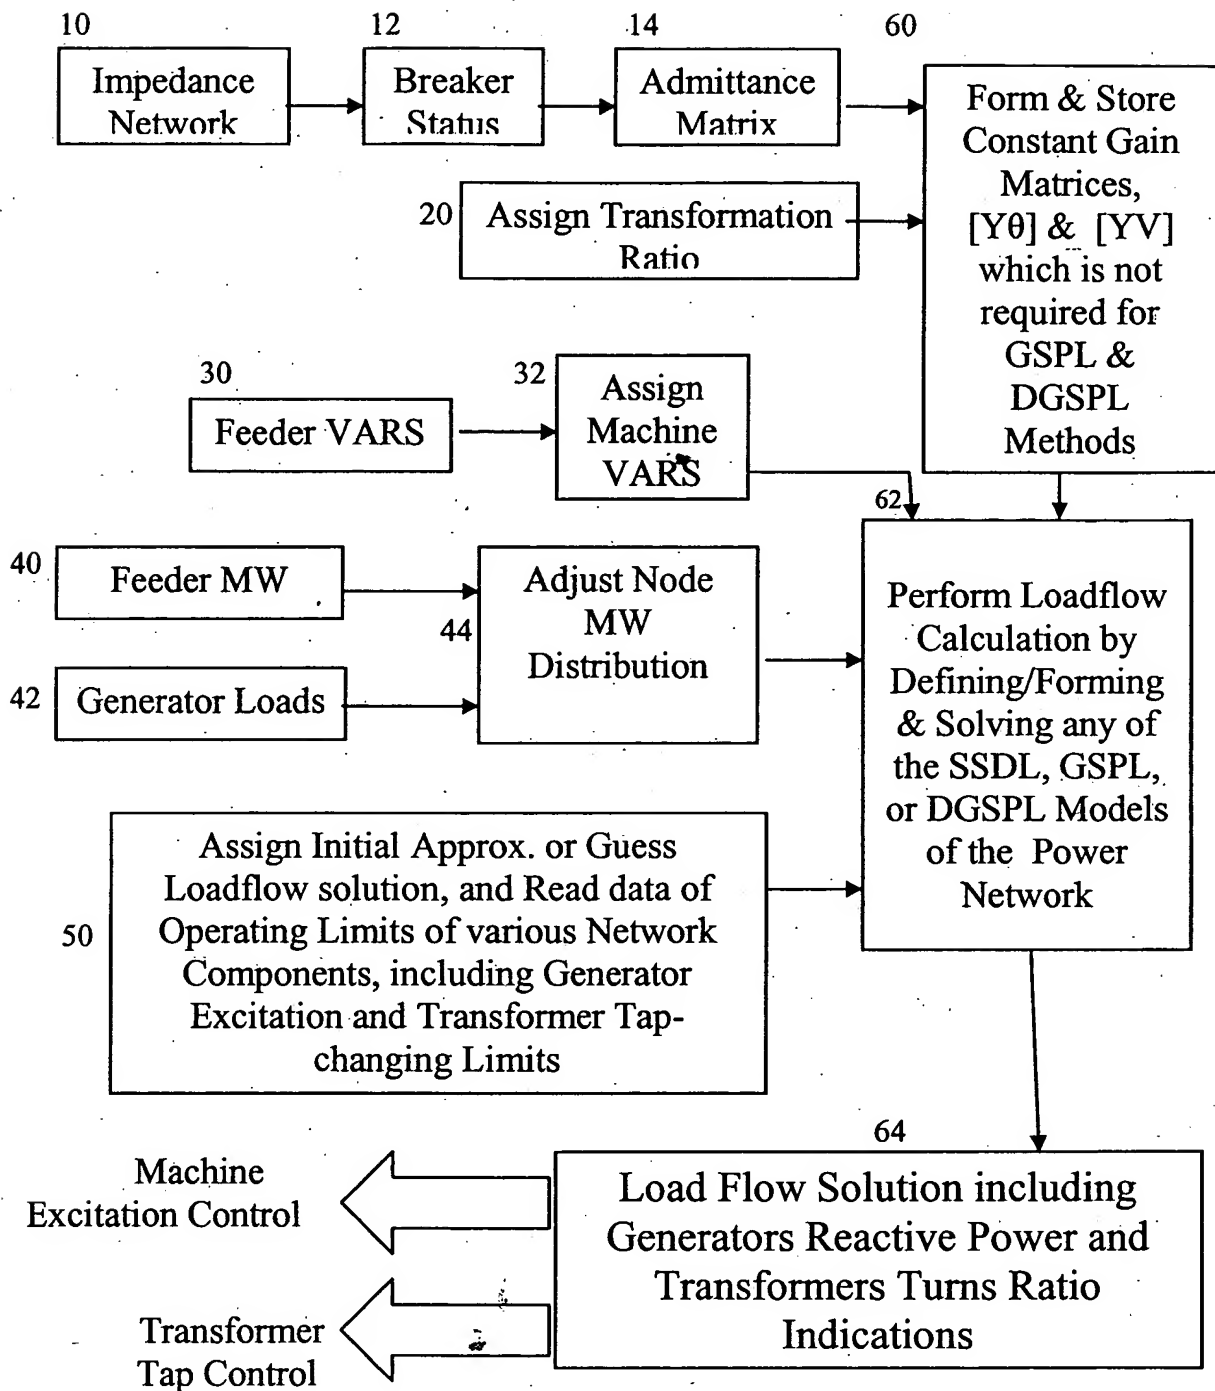 10
12
14
60
Impedance
Network
Breaker
Status
Admittance
Matrix
Form & Store
Constant Gain
Matrices,
[Yθ] & [YV]
which is not
required for
GSPL &
DGSPL
Methods
20
Assign Transformation
Ratio
30
32
Feeder VARS
Assign
Machine
VARS
62
40
Feeder MW
44
Adjust Node
MW
Distribution
42
Generator Loads
Perform Loadflow
Calculation by
Defining/Forming
& Solving any of
the SSDL, GSPL,
or DGSPL Models
of the Power
Network
50
Assign Initial Approx. or Guess
Loadflow solution, and Read data of
Operating Limits of various Network
Components, including Generator
Excitation and Transformer Tap-
changing Limits
64
Machine
Excitation Control
Load Flow Solution including
Generators Reactive Power and
Transformers Turns Ratio
Indications
Transformer
Tap Control